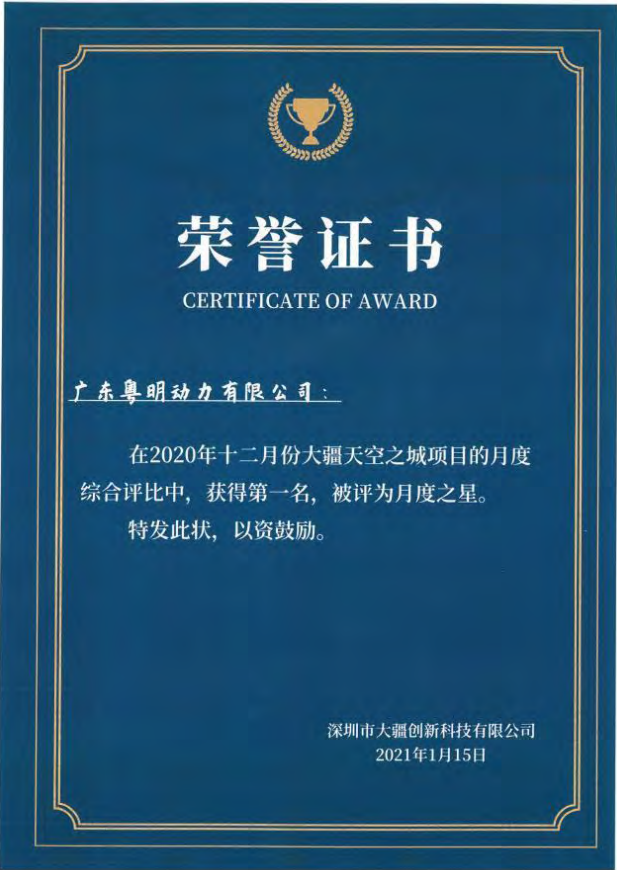 荣誉证书
CERTIFICATE OF AWARD
广东粤明动力有限公司：
在2020年十二月份大疆天空之城项目的月度
综合评比中，获得第一名，被评为月度之星。
特发此状，以资鼓励。
深圳市大疆创新科技有限公司
2021年1月15日